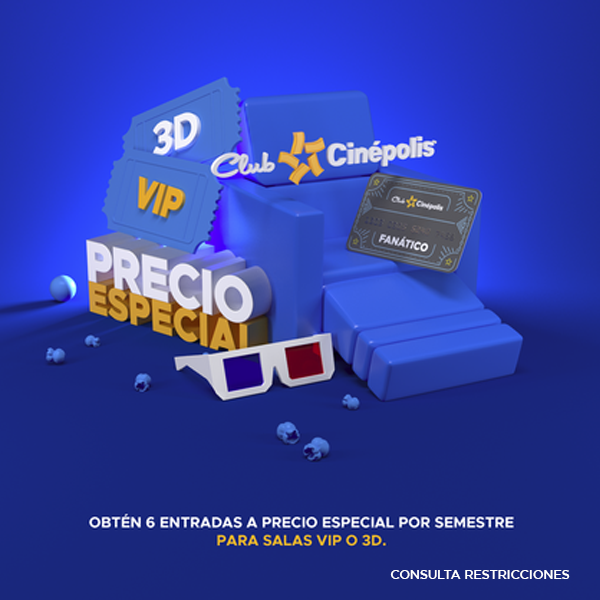 3D
Club Cinépolis
VIP
Club Cinépolis
FANÁTICO
PRECIO
ESPECIAL
OBTÉN 6 ENTRADAS A PRECIO ESPECIAL POR SEMESTRE
PARA SALAS VIP O 3D.
CONSULTA RESTRICCIONES